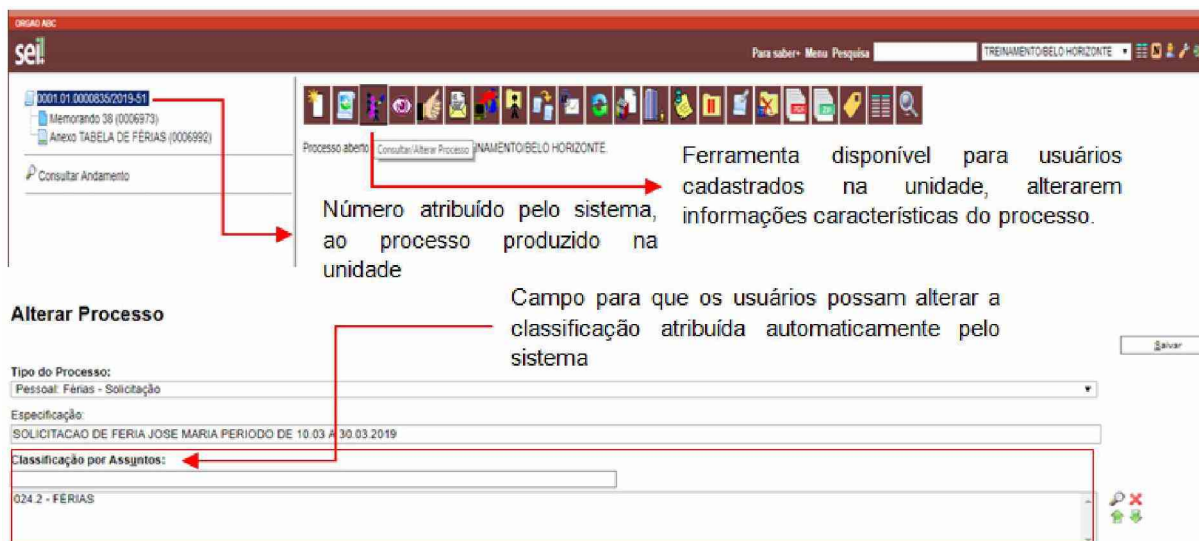 ORGAO ABC
sei!
Para saber+ Menu Pesquisa
TREINAMENTO/BELO HORIZONTE
0001.01.0000835/2019-51
Memorando 38 (0006973)
Anexo TABELA DE FÉRIAS (0006992)
Consultar Andamento
Processo aberto
Consultar/Alterar Processo
INAMENTO/BELO HORIZONTE.
Número atribuído pelo sistema,
ao processo produzido na
unidade
Ferramenta disponível para usuários
cadastrados na unidade, alterarem
informações características do processo.
Campo para que os usuários possam alterar a
classificação atribuída automaticamente pelo
sistema
Alterar Processo
Salvar
Tipo do Processo:
Pessoal: Férias - Solicitação
Especificação:
SOLICITACAO DE FERIA JOSE MARIA PERIODO DE 10.03 A 30.03.2019
Classificação por Assuntos:
024.2 - FÉRIAS